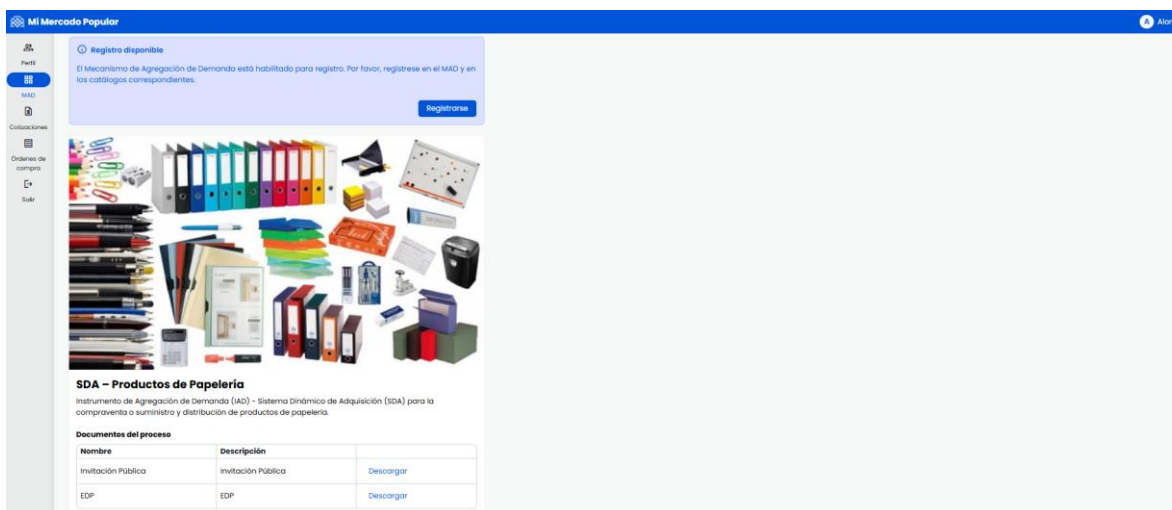 Mi Mercado Popular
A Alon
Perfil
MAD
Cotizaciones
Órdenes de
compra
Salir
Registro disponible
El Mecanismo de Agregación de Demanda está habilitado para registro. Por favor, regístrese en el MAD y en
los catálogos correspondientes.
Registrarse
SDA – Productos de Papelería
Instrumento de Agregación de Demanda (IAD) - Sistema Dinámico de Adquisición (SDA) para la
compraventa o suministro y distribución de productos de papelería.
Documentos del proceso
Nombre Descripción
Invitación Pública Invitación Pública Descargar
EDP EDP Descargar